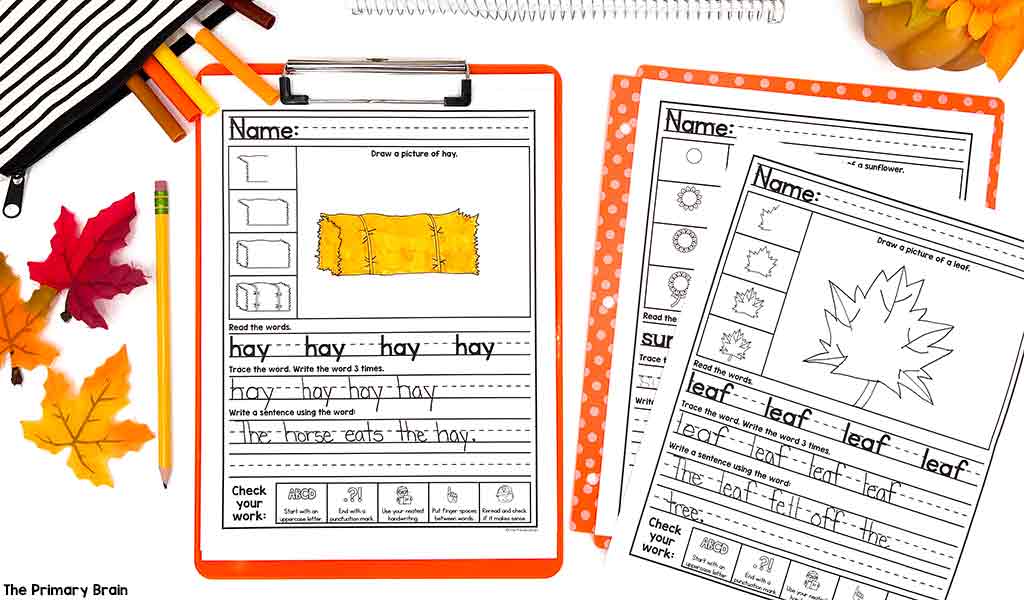 Name:
Draw a picture of hay.
Read the words.
hay hay hay hay
Trace the word. Write the word 3 times.
hay hay hay hay
Write a sentence using the word:
The horse eats the hay.
Check your work:
ABCD
.?!
Start with an uppercase letter.
End with a punctuation mark.
Use your neatest handwriting.
Put finger spaces between words.
Reread and check if it makes sense.
Name:
of a sunflower.
Read the
sun
Trace
Write
Name:
Draw a picture of a leaf.
Read the words.
leaf leaf leaf leaf
Trace the word. Write the word 3 times.
leaf leaf leaf leaf
Write a sentence using the word:
The leaf fell off the
tree.
Check your work:
ABCD
.?!
Start with an uppercase letter.
End with a punctuation mark.
Use your neatest handwriting.
The Primary Brain